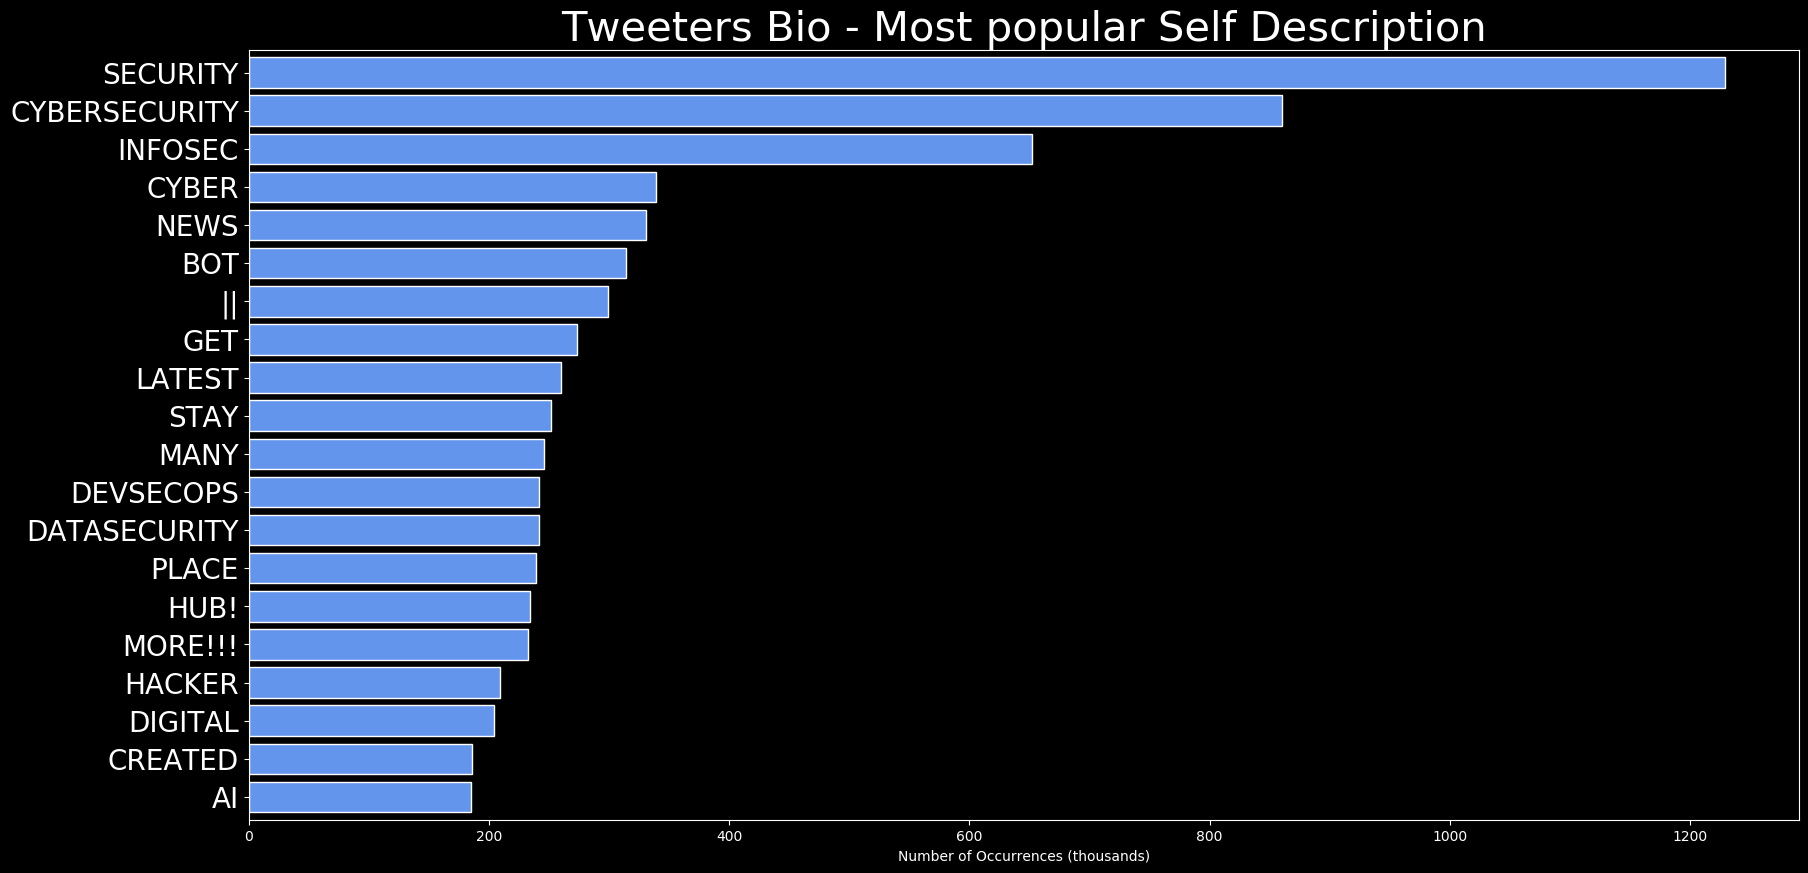 Tweeters Bio - Most popular Self Description
SECURITY
CYBERSECURITY
INFOSEC
CYBER
NEWS
BOT
||
GET
LATEST
STAY
MANY
DEVSECOPS
DATASECURITY
PLACE
HUB!
MORE!!!
HACKER
DIGITAL
CREATED
AI
0 200 400 600 800 1000 1200
Number of Occurrences (thousands)